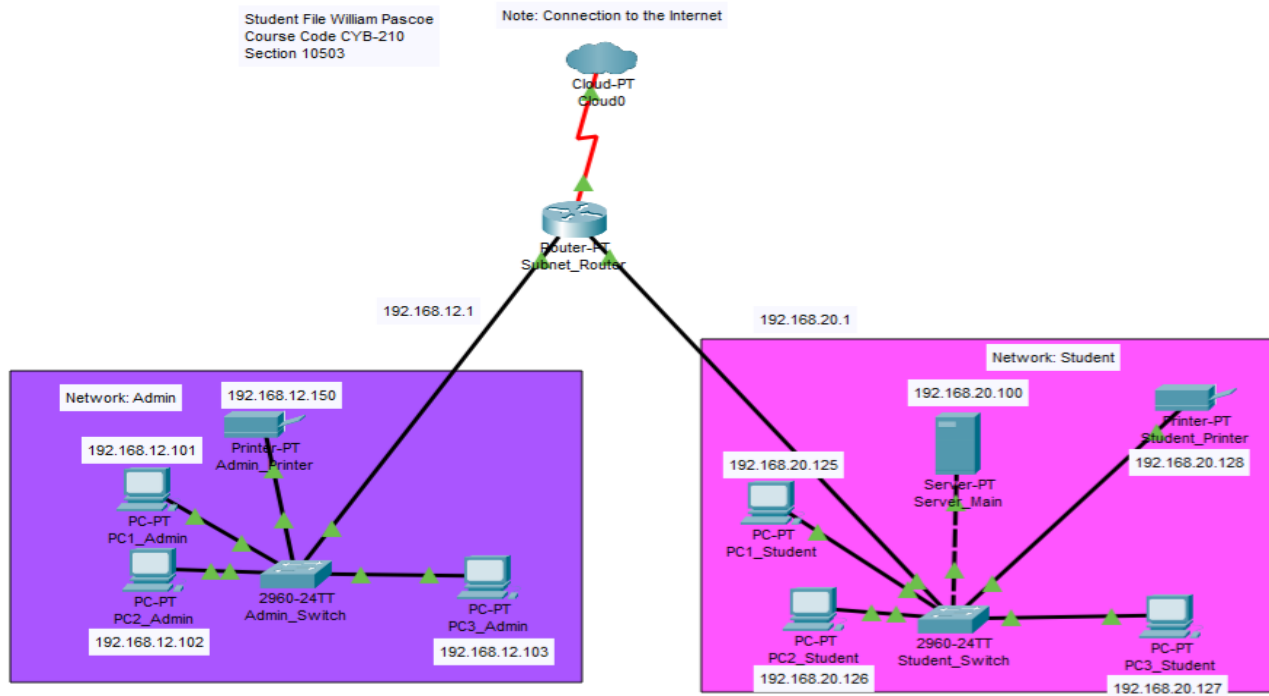 Student File William Pascoe
Course Code CYB-210
Section 10503
Note: Connection to the Internet
Cloud-PT
Cloud0
Router-PT
Subnet_Router
192.168.12.1
192.168.20.1
Network: Admin
192.168.12.150
Printer-PT
Admin_Printer
192.168.12.101
PC-PT
PC1_Admin
PC-PT
PC2_Admin
192.168.12.102
2960-24TT
Admin_Switch
PC-PT
PC3_Admin
192.168.12.103
Network: Student
192.168.20.100
Server-PT
Server_Main
Printer-PT
Student_Printer
192.168.20.128
192.168.20.125
PC-PT
PC1_Student
PC-PT
PC2_Student
192.168.20.126
2960-24TT
Student_Switch
PC-PT
PC3_Student
192.168.20.127